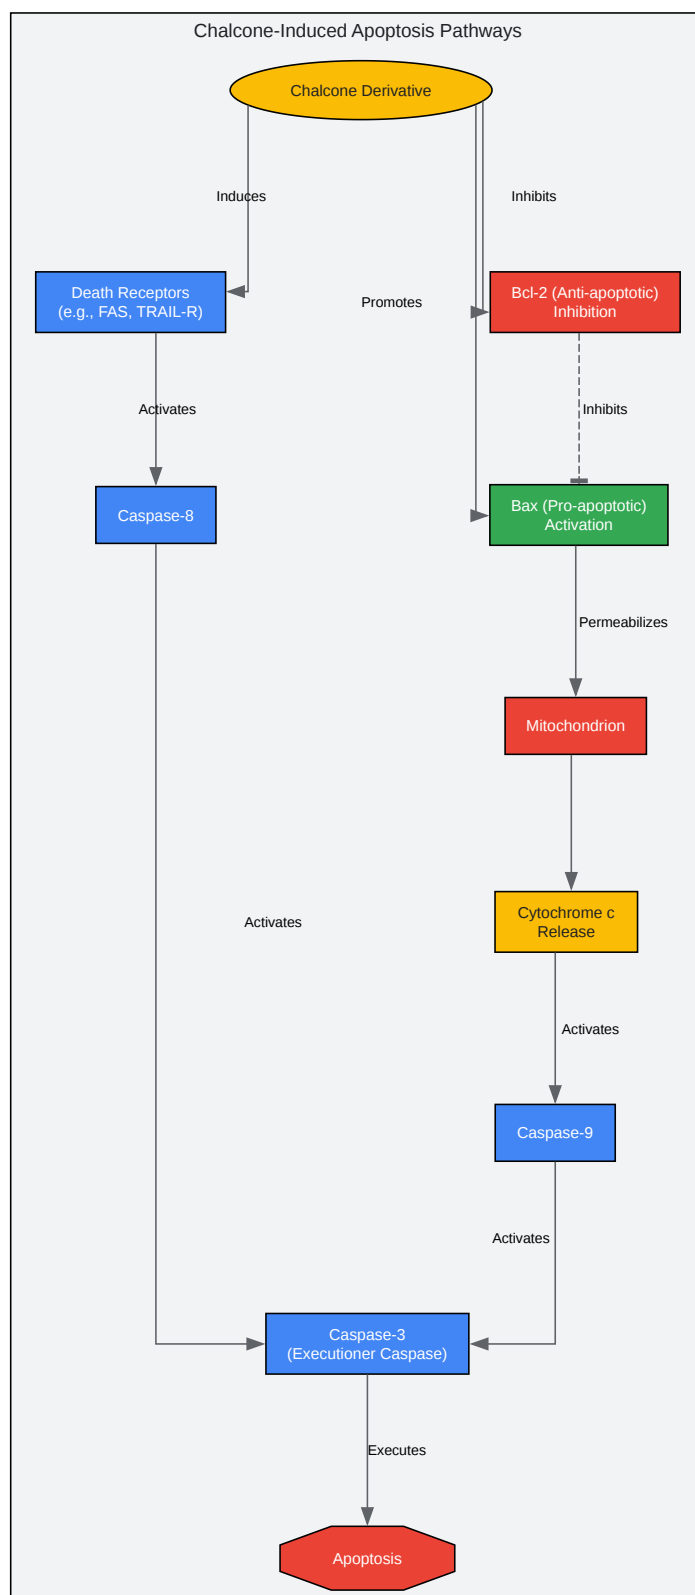 Chalcone-Induced Apoptosis Pathways
Chalcone Derivative
Induces
Inhibits
Death Receptors
(e.g., FAS, TRAIL-R)
Promotes
Bcl-2 (Anti-apoptotic)
Inhibition
Activates
Inhibits
Caspase-8
Bax (Pro-apoptotic)
Activation
Permeabilizes
Mitochondrion
Cytochrome c
Release
Activates
Activates
Caspase-9
Activates
Caspase-3
(Executioner Caspase)
Executes
Apoptosis